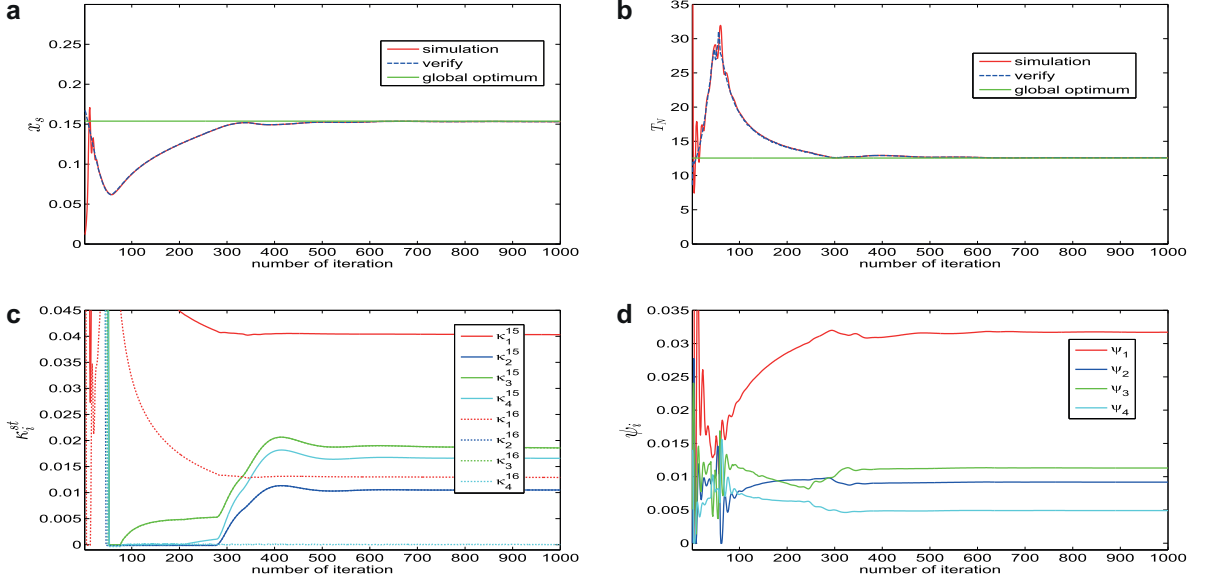 a
0.25
0.2
0.15
0.1
0.05
0
x_s
simulation
verify
global optimum
100 200 300 400 500 600 700 800 900 1000
number of iteration
b
35
30
25
20
15
10
5
0
T_N
simulation
verify
global optimum
100 200 300 400 500 600 700 800 900 1000
number of iteration
c
0.045
0.04
0.035
0.03
0.025
0.02
0.015
0.01
0.005
0
κ_i^{st}
κ_1^{15}
κ_2^{15}
κ_3^{15}
κ_4^{15}
κ_1^{16}
κ_2^{16}
κ_3^{16}
κ_4^{16}
100 200 300 400 500 600 700 800 900 1000
number of iteration
d
0.035
0.03
0.025
0.02
0.015
0.01
0.005
0
ψ_i
ψ_1
ψ_2
ψ_3
ψ_4
100 200 300 400 500 600 700 800 900 1000
number of iteration